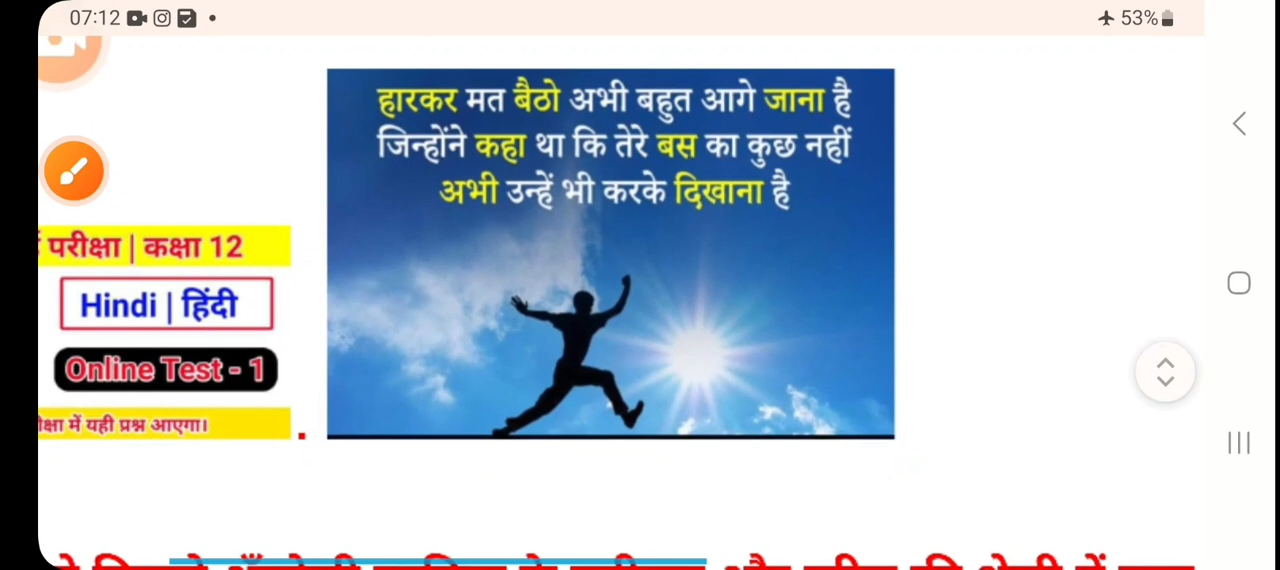 07:12
53%
हारकर मत बैठो अभी बहुत आगे जाना है
जिन्होंने कहा था कि तेरे बस का कुछ नहीं
अभी उन्हें भी करके दिखाना है
परीक्षा | कक्षा 12
Hindi | हिंदी
Online Test - 1
में यही प्रश्न आएगा।